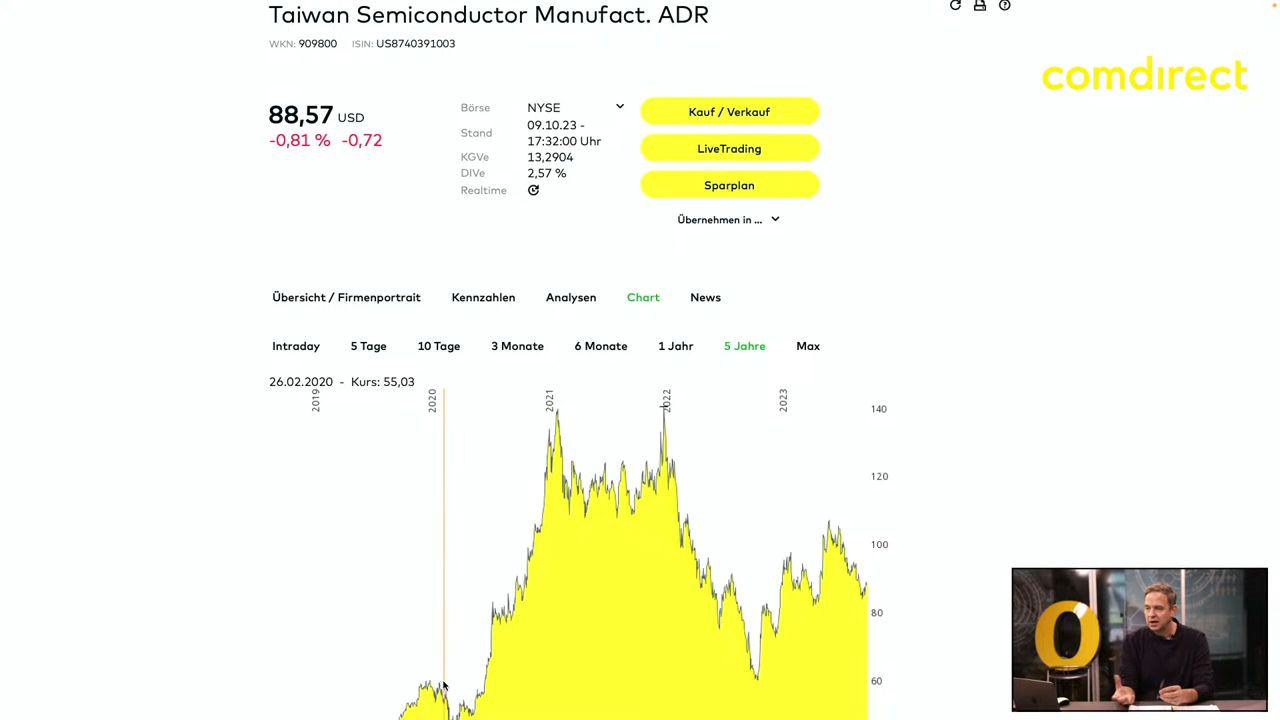 Taiwan Semiconductor Manufact. ADR
WKN: 909800 ISIN: US8740391003
comdırect
88,57 USD
-0,81 % -0,72
Börse NYSE
Stand 09.10.23 -
17:32:00 Uhr
KGVe 13,2904
DIVe 2,57 %
Realtime
Kauf / Verkauf
LiveTrading
Sparplan
Übernehmen in ...
Übersicht / Firmenportrait Kennzahlen Analysen Chart News
Intraday 5 Tage 10 Tage 3 Monate 6 Monate 1 Jahr 5 Jahre Max
26.02.2020 - Kurs: 55,03
2019 2020 2021 2022 2023
140
120
100
80
60